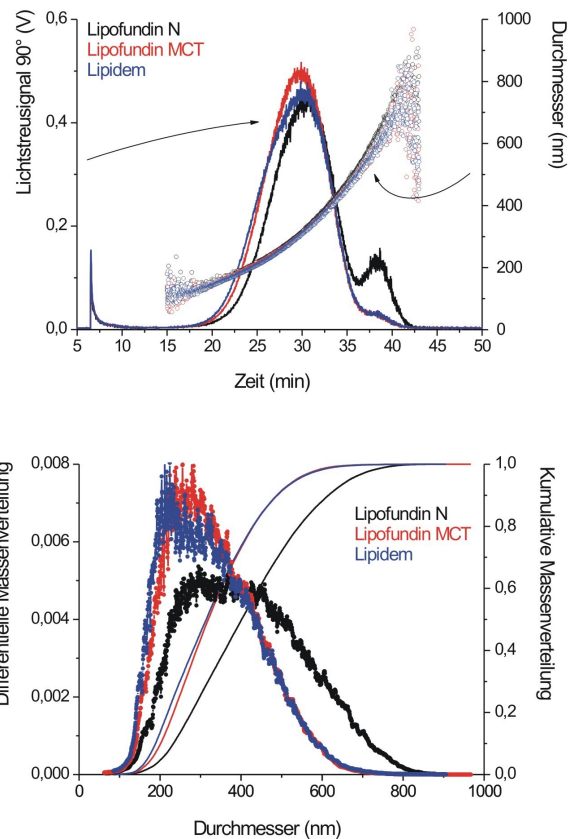 Lichtstreusignal 90° (V)
0,6
0,4
0,2
0,0
Lipofundin N
Lipofundin MCT
Lipidem
1000
800
600
400
200
0
Durchmesser (nm)
5 10 15 20 25 30 35 40 45 50
Zeit (min)
Differentielle Massenverteilung
0,008
0,006
0,004
0,002
0,000
Lipofundin N
Lipofundin MCT
Lipidem
1,0
0,8
0,6
0,4
0,2
0,0
Kumulative Massenverteilung
0 200 400 600 800 1000
Durchmesser (nm)